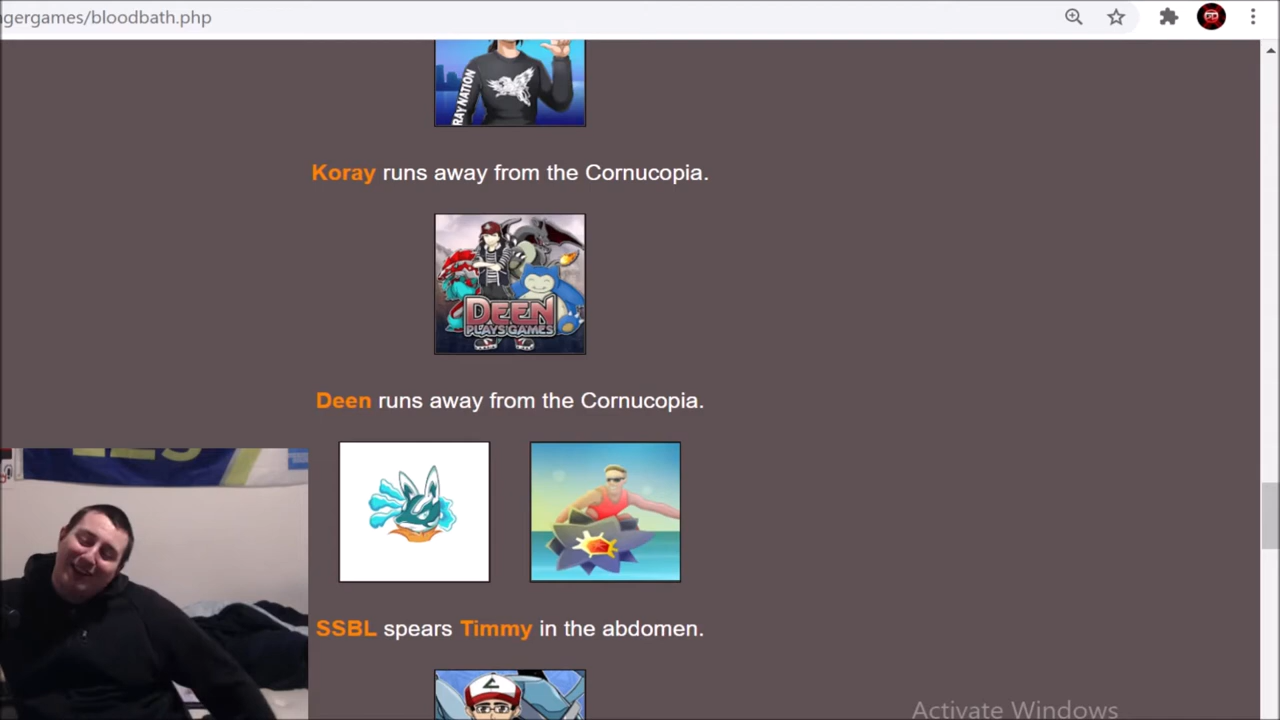 gergames/bloodbath.php
RAY NATION
Koray runs away from the Cornucopia.
DEEN
PLAYS GAMES
Deen runs away from the Cornucopia.
SSBL spears Timmy in the abdomen.
Activate Windows